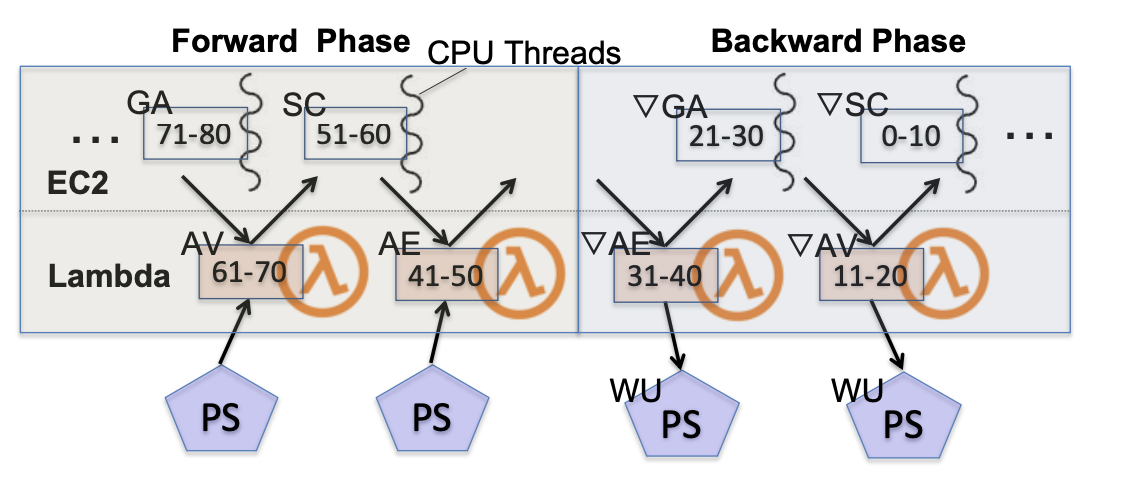 Forward Phase
CPU Threads
Backward Phase
GA
71-80
SC
51-60
▽GA
21-30
▽SC
0-10
...
...
EC2
Lambda
AV
61-70
λ
AE
41-50
λ
▽AE
31-40
λ
▽AV
11-20
λ
PS
PS
WU
PS
WU
PS